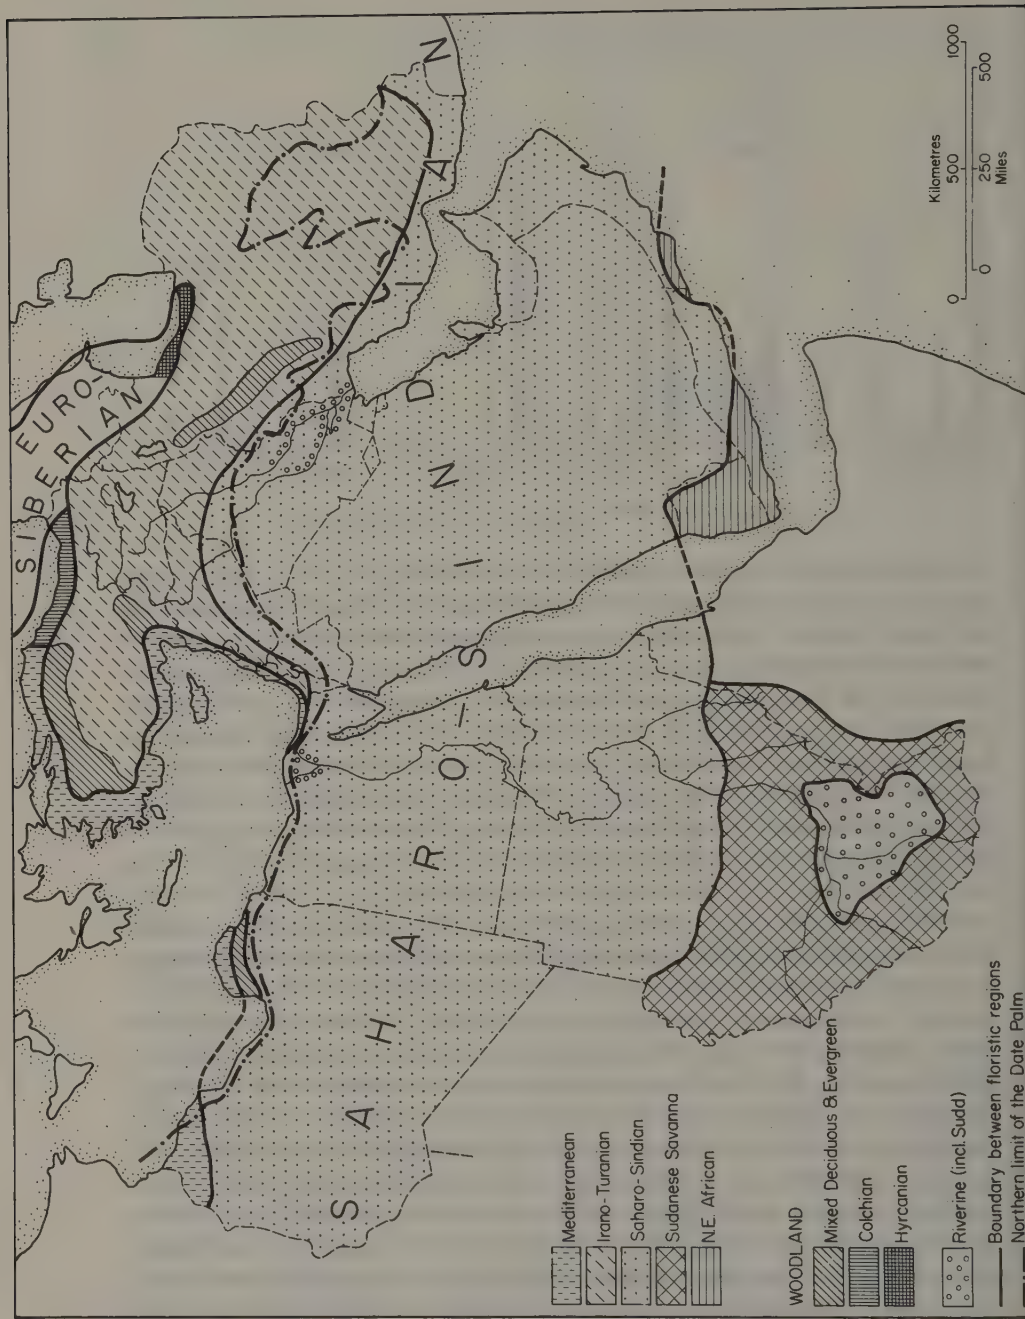 EURO-
SIBERIAN
SAHARO-SINDIAN
Mediterranean
Irano-Turanian
Saharo-Sindian
Sudanese Savanna
N.E. African
WOODLAND
Mixed Deciduous & Evergreen
Colchian
Hyrcanian
Riverine (incl. Sudd)
Boundary between floristic regions
Northern limit of the Date Palm
Kilometres
0 500 1000
0 250 500
Miles